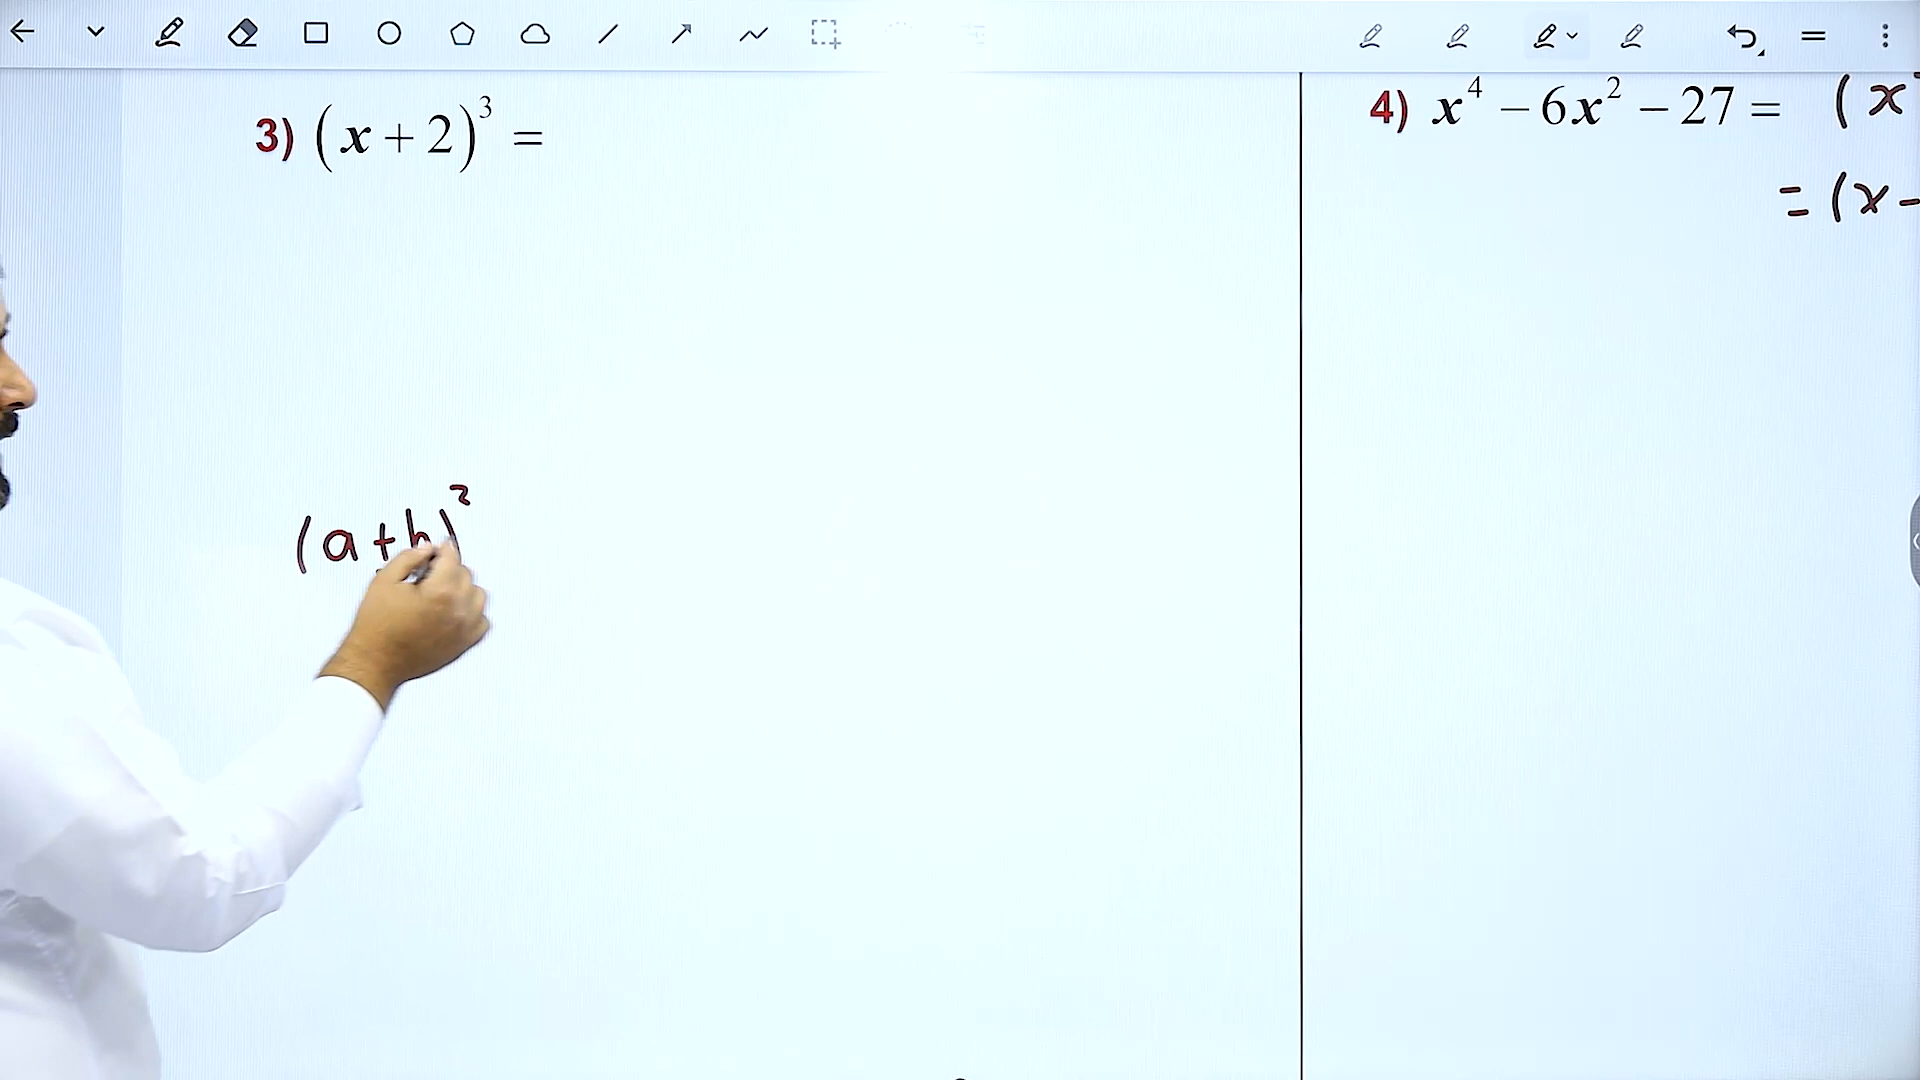 3) (x + 2)³ =
(a + b)²
4) x⁴ − 6x² − 27 = (x
= (x −